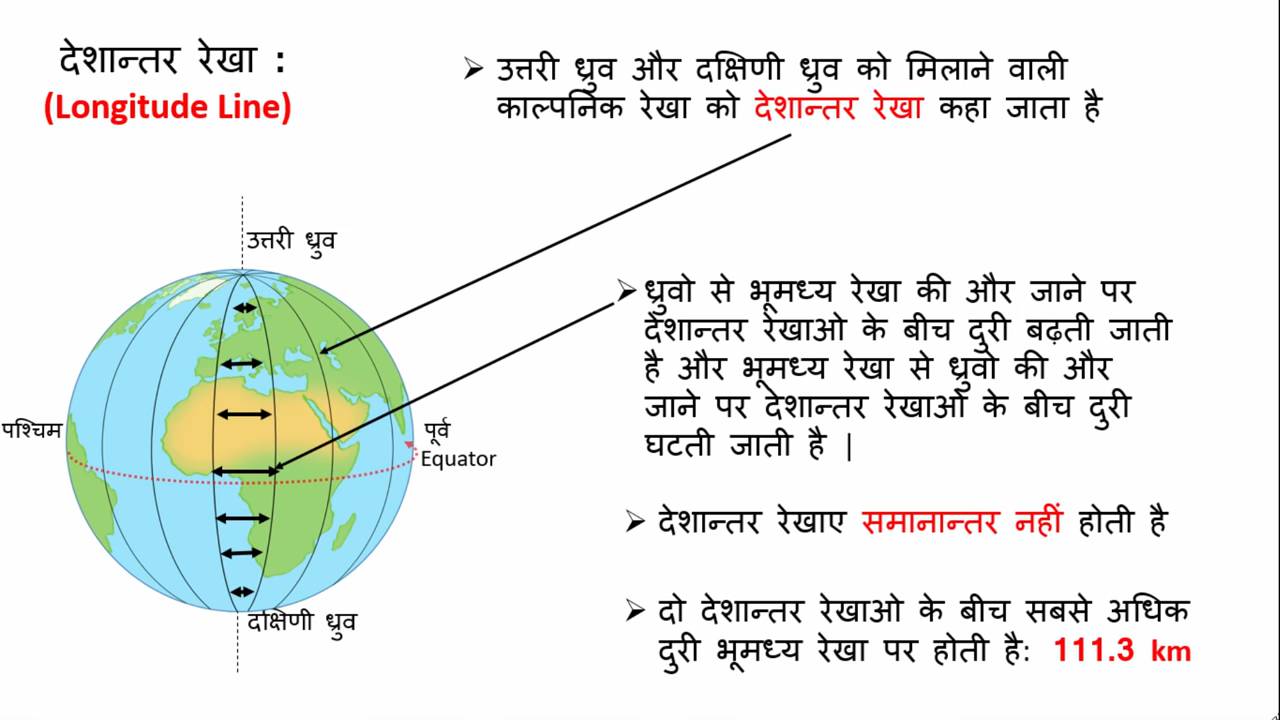 देशान्तर रेखा :
(Longitude Line)
उत्तरी ध्रुव और दक्षिणी ध्रुव को मिलाने वाली
काल्पनिक रेखा को देशान्तर रेखा कहा जाता है
उत्तरी ध्रुव
पश्चिम
पूर्व
Equator
दक्षिणी ध्रुव
ध्रुवो से भूमध्य रेखा की और जाने पर
देशान्तर रेखाओ के बीच दुरी बढ़ती जाती
है और भूमध्य रेखा से ध्रुवो की और
जाने पर देशान्तर रेखाओ के बीच दुरी
घटती जाती है |
देशान्तर रेखाए समानान्तर नहीं होती है
दो देशान्तर रेखाओ के बीच सबसे अधिक
दुरी भूमध्य रेखा पर होती है: 111.3 km